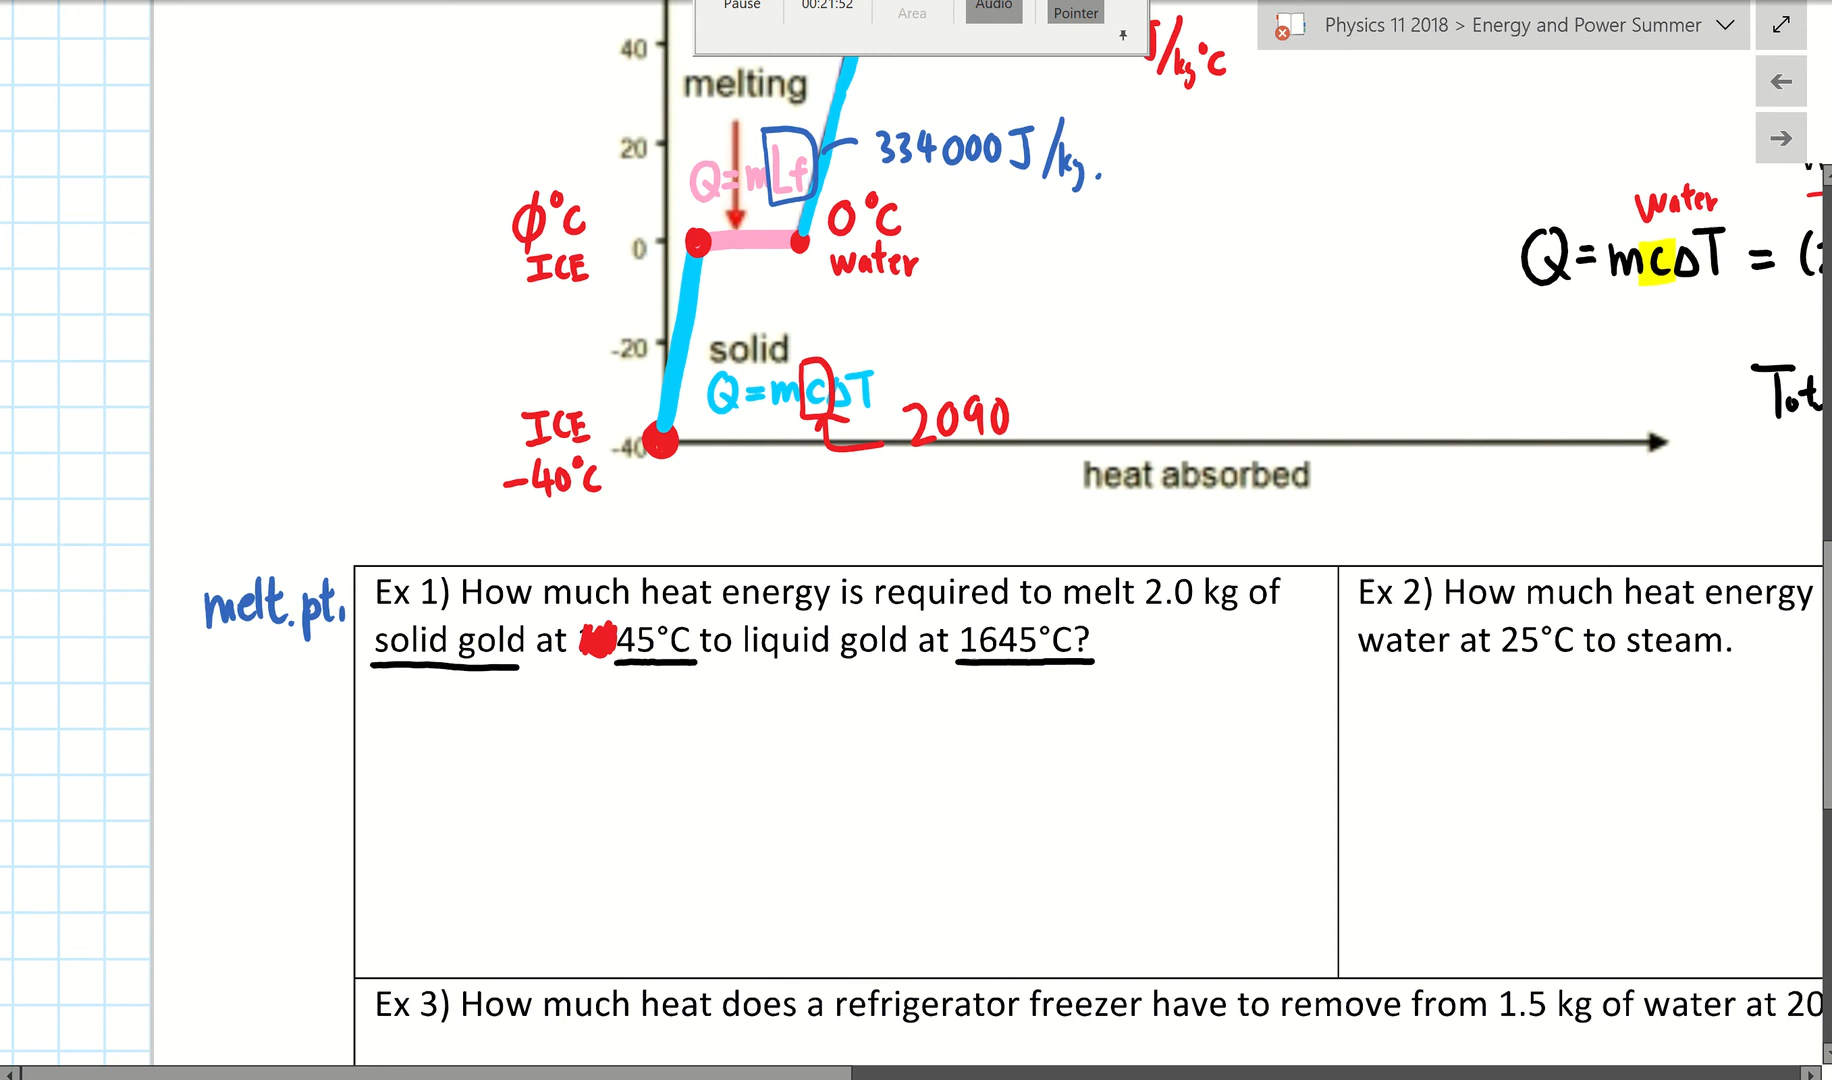 Pause 00:21:52 Area Audio Pointer
Physics 11 2018 > Energy and Power Summer
40
J/kg°C
melting
20
Q=mLf
334000 J/kg.
0°C
ICE
0
0°C
water
water
Q=mcΔT = (
-20
solid
Q=mcΔT
2090
ICE
-40°C
-40
heat absorbed
melt.pt.
Ex 1) How much heat energy is required to melt 2.0 kg of
solid gold at 45°C to liquid gold at 1645°C?
Ex 2) How much heat energy
water at 25°C to steam.
Ex 3) How much heat does a refrigerator freezer have to remove from 1.5 kg of water at 20